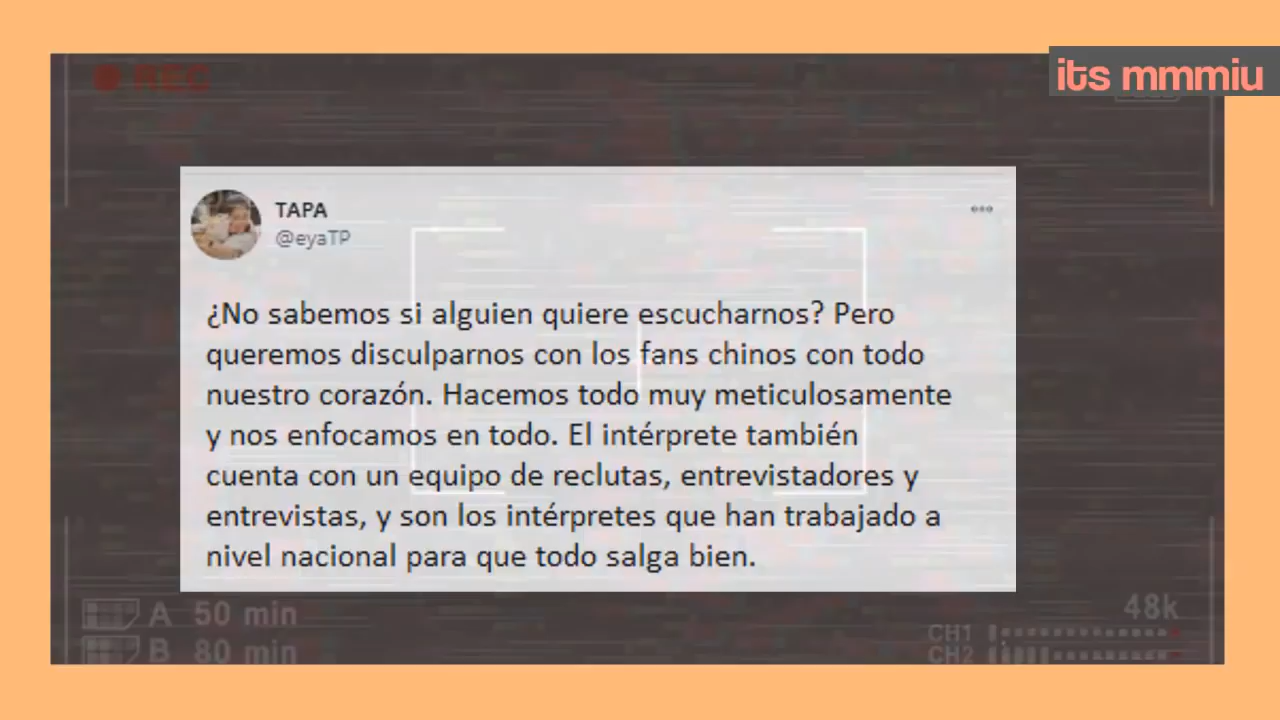 REC
its mmmiu
TAPA
@eyaTP
¿No sabemos si alguien quiere escucharnos? Pero
queremos disculparnos con los fans chinos con todo
nuestro corazón. Hacemos todo muy meticulosamente
y nos enfocamos en todo. El intérprete también
cuenta con un equipo de reclutas, entrevistadores y
entrevistas, y son los intérpretes que han trabajado a
nivel nacional para que todo salga bien.
A 50 min
B 80 min
48k
CH1
CH2